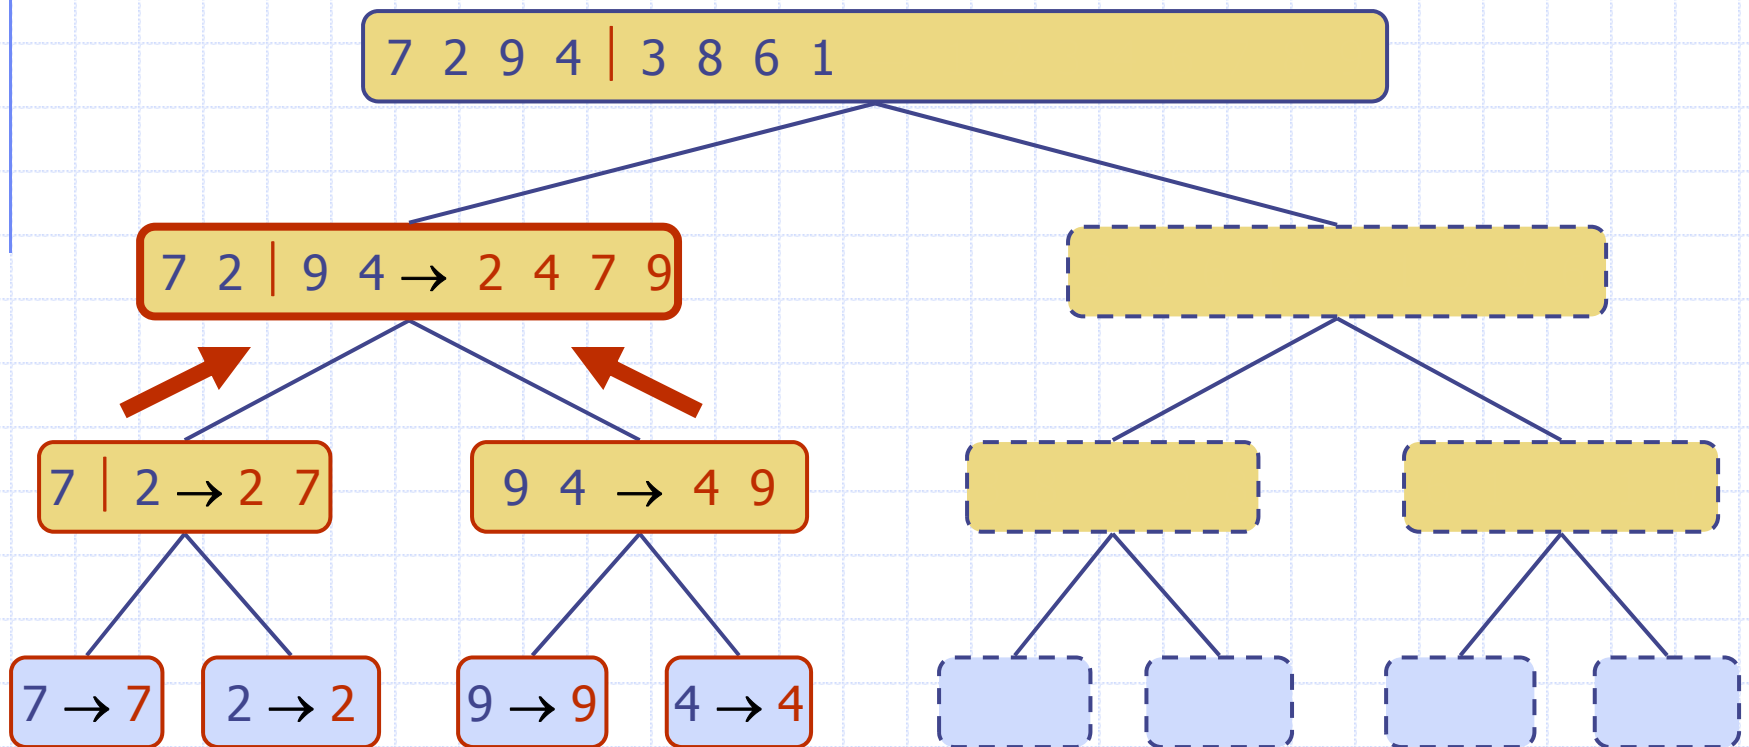 7 2 9 4 | 3 8 6 1
7 2 | 9 4 → 2 4 7 9
7 | 2 → 2 7
9 4 → 4 9
7 → 7
2 → 2
9 → 9
4 → 4